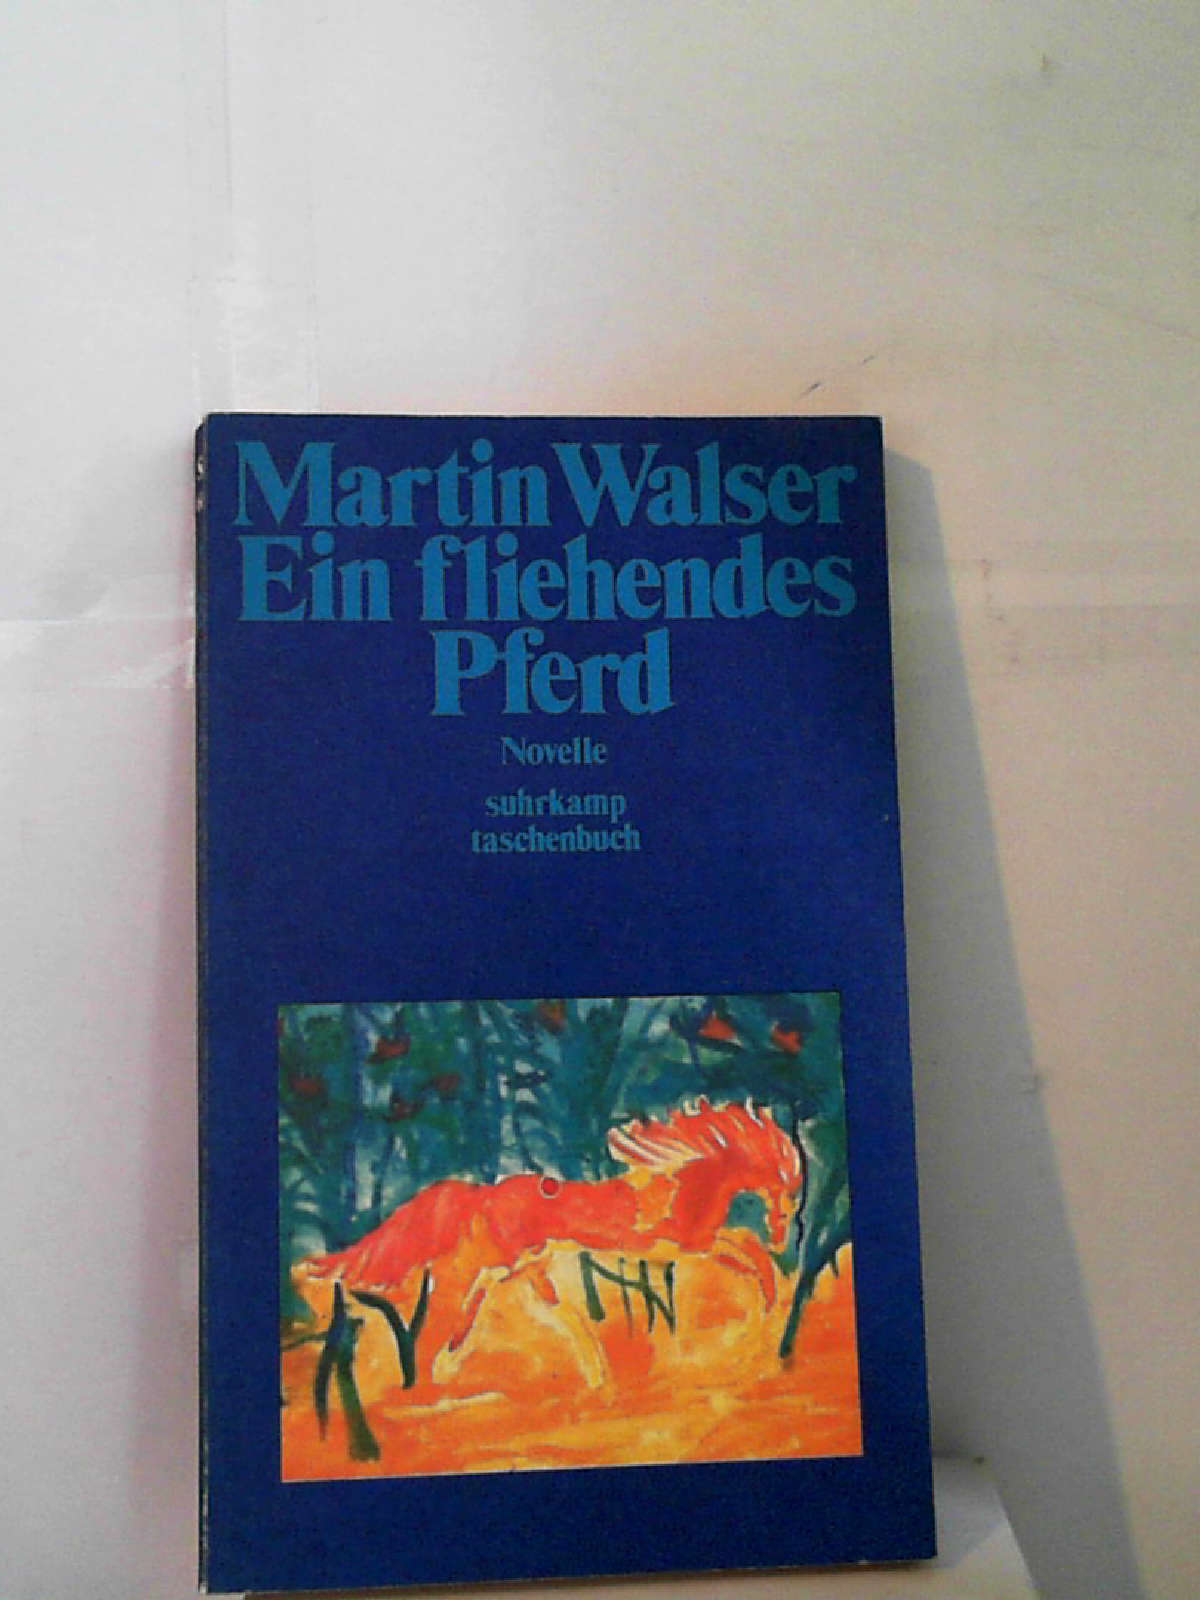 Martin Walser
Ein fliehendes
Pferd
Novelle
suhrkamp
taschenbuch